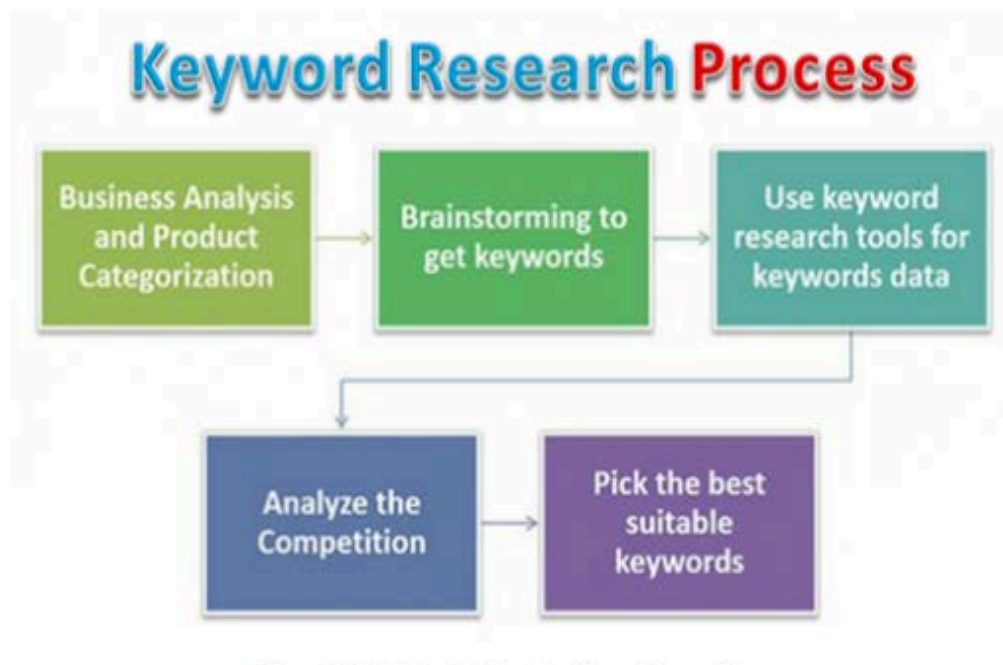 Keyword Research Process
Business Analysis
and Product
Categorization
Brainstorming to
get keywords
Use keyword
research tools for
keywords data
Analyze the
Competition
Pick the best
suitable
keywords